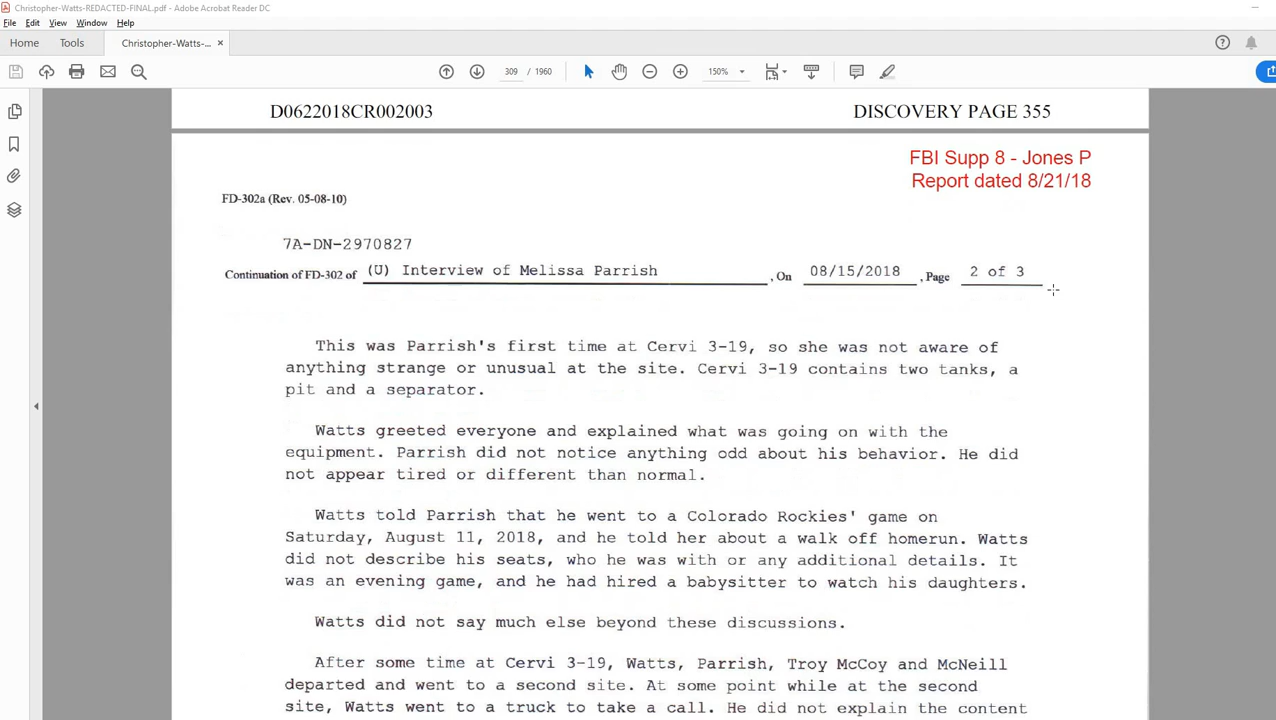 Christopher-Watts-REDACTED-FINAL.pdf - Adobe Acrobat Reader DC
File Edit View Window Help
Home Tools Christopher-Watts-... ×
309 / 1960 150%
D0622018CR002003 DISCOVERY PAGE 355
FBI Supp 8 - Jones P
Report dated 8/21/18
FD-302a (Rev. 05-08-10)
7A-DN-2970827
Continuation of FD-302 of (U) Interview of Melissa Parrish , On 08/15/2018 , Page 2 of 3
This was Parrish's first time at Cervi 3-19, so she was not aware of
anything strange or unusual at the site. Cervi 3-19 contains two tanks, a
pit and a separator.
Watts greeted everyone and explained what was going on with the
equipment. Parrish did not notice anything odd about his behavior. He did
not appear tired or different than normal.
Watts told Parrish that he went to a Colorado Rockies' game on
Saturday, August 11, 2018, and he told her about a walk off homerun. Watts
did not describe his seats, who he was with or any additional details. It
was an evening game, and he had hired a babysitter to watch his daughters.
Watts did not say much else beyond these discussions.
After some time at Cervi 3-19, Watts, Parrish, Troy McCoy and McNeill
departed and went to a second site. At some point while at the second
site, Watts went to a truck to take a call. He did not explain the content